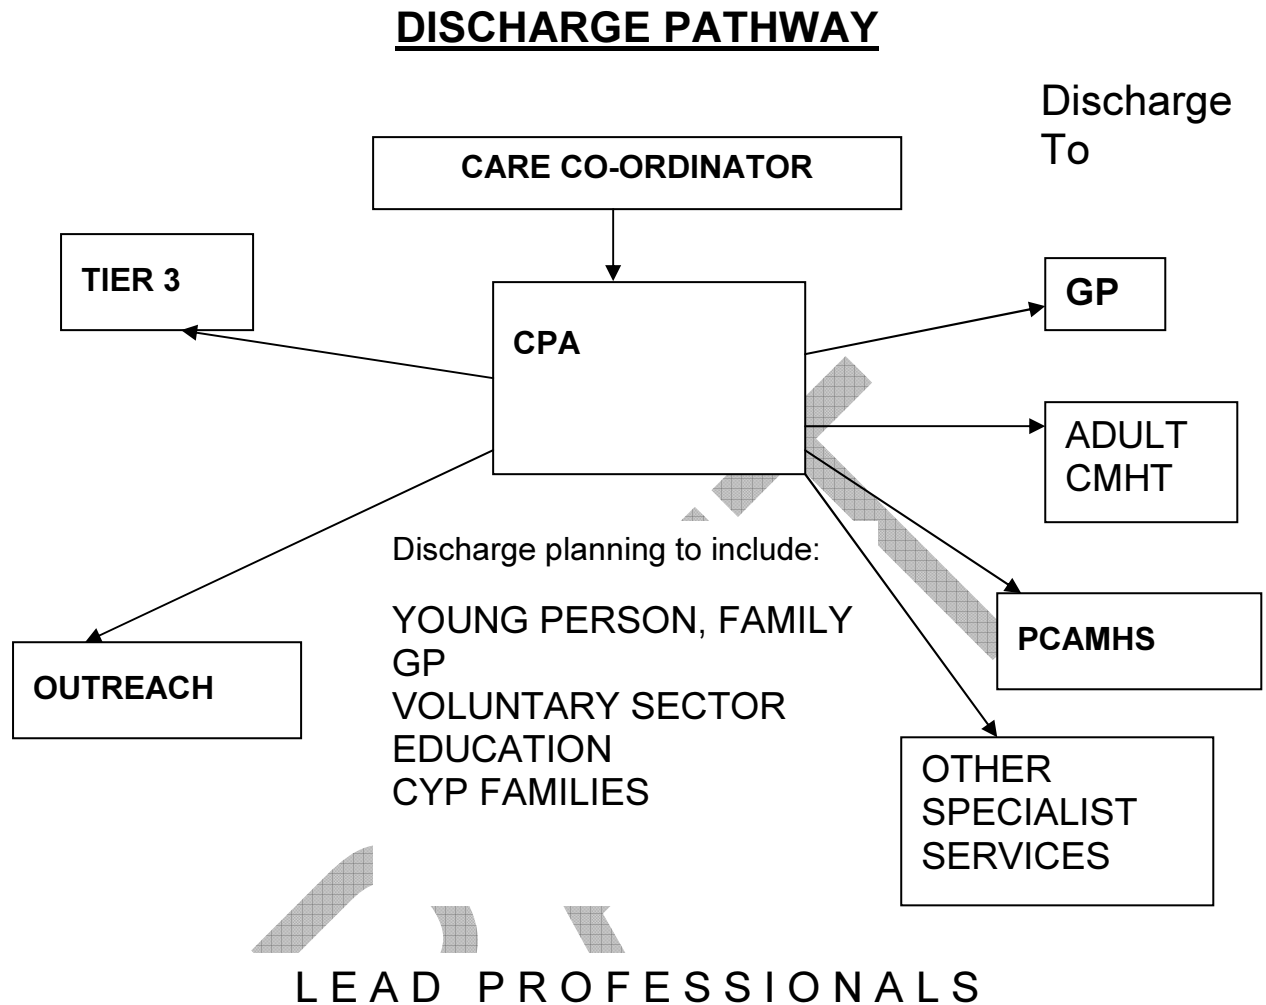 DISCHARGE PATHWAY
Discharge
To
CARE CO-ORDINATOR
TIER 3
CPA
GP
ADULT
CMHT
Discharge planning to include:
YOUNG PERSON, FAMILY
GP
VOLUNTARY SECTOR
EDUCATION
CYP FAMILIES
PCAMHS
OUTREACH
OTHER
SPECIALIST
SERVICES
LEAD PROFESSIONALS